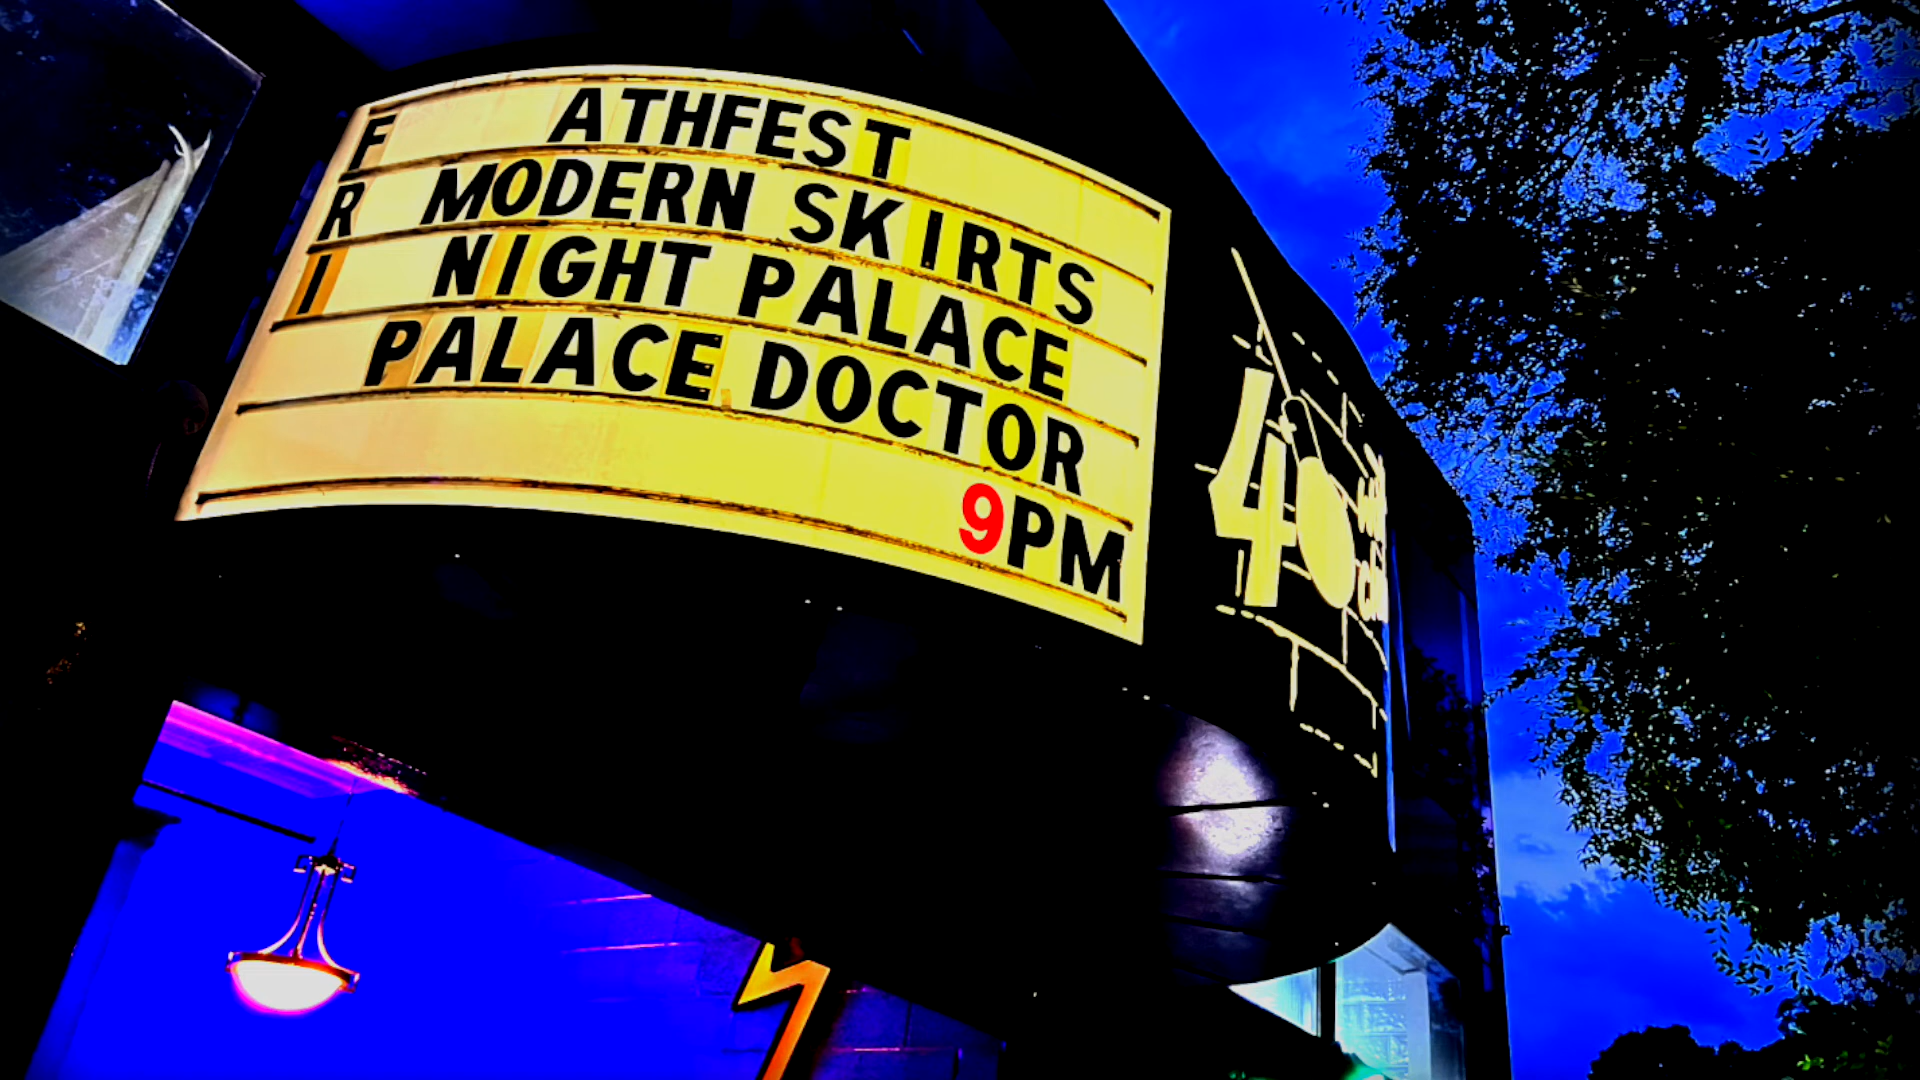 FRI
ATHFEST
MODERN SKIRTS
NIGHT PALACE
PALACE DOCTOR
9PM
40